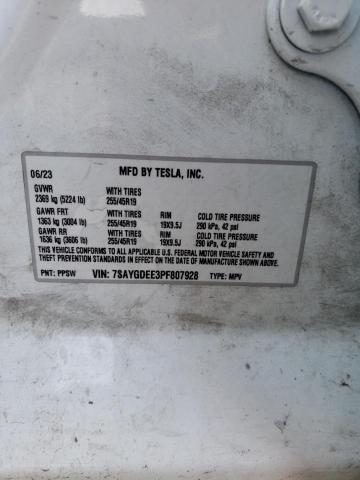 06/23 MFD BY TESLA, INC.
GVWR WITH TIRES
2369 kg (5224 lb) 255/45R19
GAWR FRT WITH TIRES RIM COLD TIRE PRESSURE
1363 kg (3004 lb) 255/45R19 19X9.5J 290 kPa, 42 psi
GAWR RR WITH TIRES RIM COLD TIRE PRESSURE
1636 kg (3606 lb) 255/45R19 19X9.5J 290 kPa, 42 psi
THIS VEHICLE CONFORMS TO ALL APPLICABLE U.S. FEDERAL MOTOR VEHICLE SAFETY
AND THEFT PREVENTION STANDARDS IN EFFECT ON THE DATE OF MANUFACTURE SHOWN ABOVE.
PNT: PPSW VIN: 7SAYGDEE3PF807928 TYPE: MPV